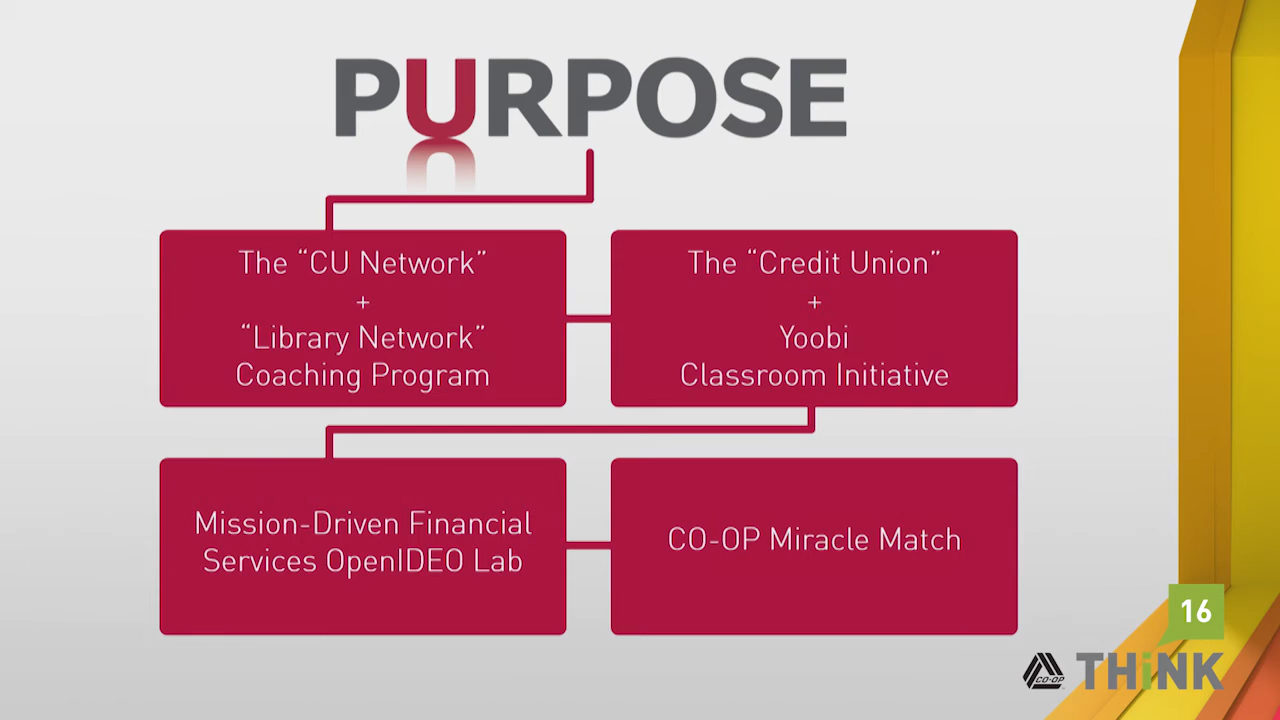 PURPOSE
The “CU Network”
+
“Library Network”
Coaching Program
The “Credit Union”
+
Yoobi
Classroom Initiative
Mission-Driven Financial
Services OpenIDEO Lab
CO-OP Miracle Match
16
CO-OP
THiNK